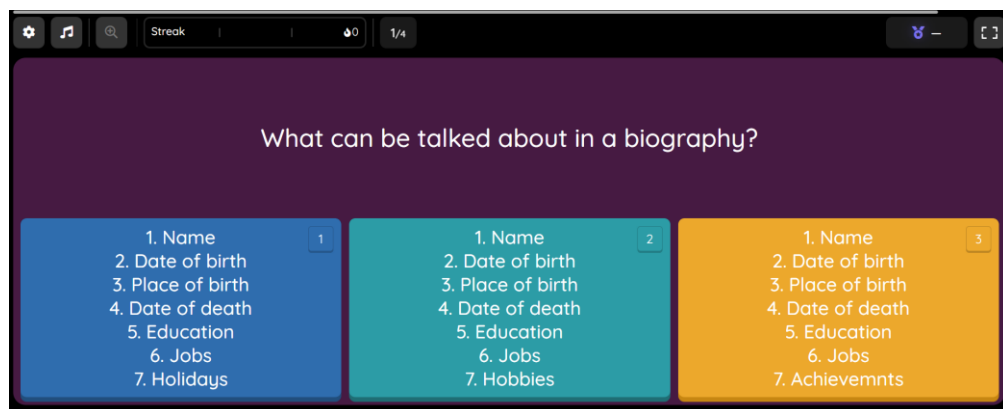 Streak 0 1/4 –
What can be talked about in a biography?
1
1. Name
2. Date of birth
3. Place of birth
4. Date of death
5. Education
6. Jobs
7. Holidays
2
1. Name
2. Date of birth
3. Place of birth
4. Date of death
5. Education
6. Jobs
7. Hobbies
3
1. Name
2. Date of birth
3. Place of birth
4. Date of death
5. Education
6. Jobs
7. Achievemnts